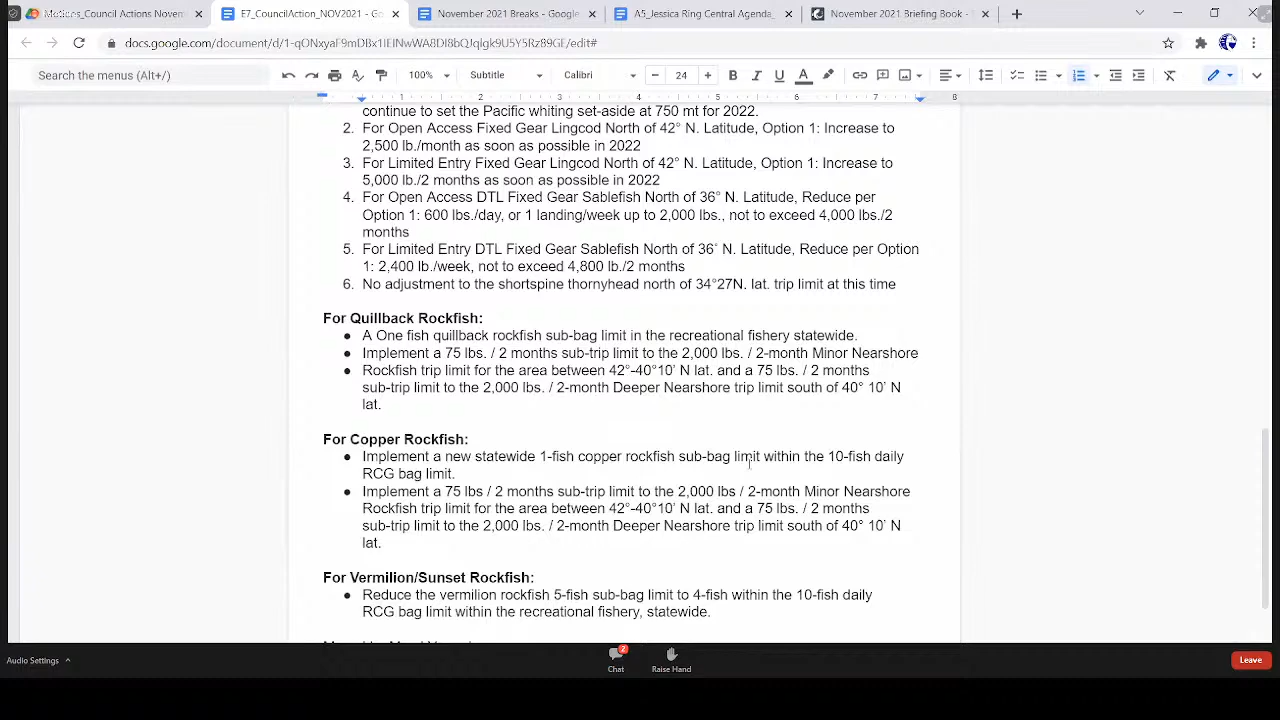 Motions_Council Actions Novem
E7_CouncilAction_NOV2021 - Go
November 2021 Breaks - Google
A5_Jessica Ring Centeral Agenda_
November 2021 Briefing Book -
Search the menus (Alt+/)
100%
Subtitle
Calibri
24
1 2 3 4 5 6 7 8
continue to set the Pacific whiting set-aside at 750 mt for 2022.
2. For Open Access Fixed Gear Lingcod North of 42° N. Latitude, Option 1: Increase to
2,500 lb./month as soon as possible in 2022
3. For Limited Entry Fixed Gear Lingcod North of 42° N. Latitude, Option 1: Increase to
5,000 lb./2 months as soon as possible in 2022
4. For Open Access DTL Fixed Gear Sablefish North of 36° N. Latitude, Reduce per
Option 1: 600 lbs./day, or 1 landing/week up to 2,000 lbs., not to exceed 4,000 lbs./2
months
5. For Limited Entry DTL Fixed Gear Sablefish North of 36° N. Latitude, Reduce per Option
1: 2,400 lb./week, not to exceed 4,800 lb./2 months
6. No adjustment to the shortspine thornyhead north of 34°27N. lat. trip limit at this time
For Quillback Rockfish:
● A One fish quillback rockfish sub-bag limit in the recreational fishery statewide.
● Implement a 75 lbs. / 2 months sub-trip limit to the 2,000 lbs. / 2-month Minor Nearshore
● Rockfish trip limit for the area between 42°-40°10' N lat. and a 75 lbs. / 2 months
sub-trip limit to the 2,000 lbs. / 2-month Deeper Nearshore trip limit south of 40° 10' N
lat.
For Copper Rockfish:
● Implement a new statewide 1-fish copper rockfish sub-bag limit within the 10-fish daily
RCG bag limit.
● Implement a 75 lbs / 2 months sub-trip limit to the 2,000 lbs / 2-month Minor Nearshore
Rockfish trip limit for the area between 42°-40°10' N lat. and a 75 lbs. / 2 months
sub-trip limit to the 2,000 lbs. / 2-month Deeper Nearshore trip limit south of 40° 10' N
lat.
For Vermilion/Sunset Rockfish:
● Reduce the vermilion rockfish 5-fish sub-bag limit to 4-fish within the 10-fish daily
RCG bag limit within the recreational fishery, statewide.
Audio Settings
2
Chat
Raise Hand
Leave